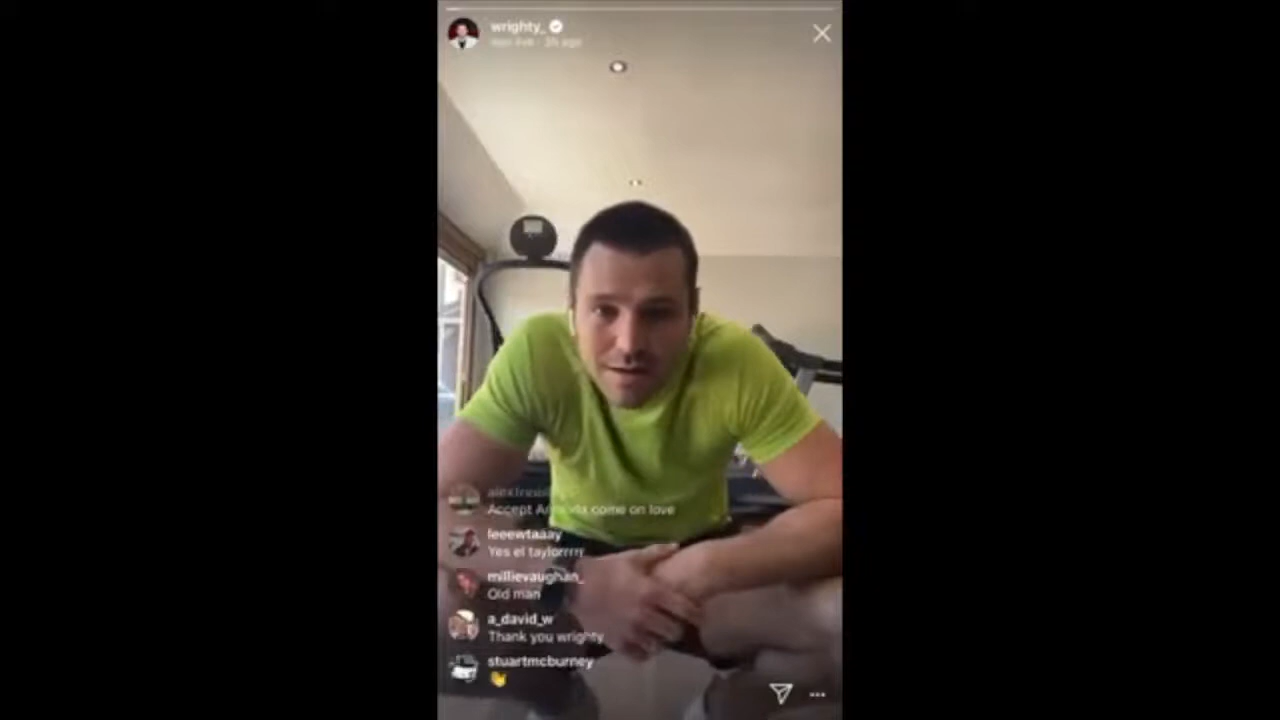 wrighty_
Accept come on love
leeewtaaay
Yes el taylorrrrr
millievaughan_
Old man
a_david_w
Thank you wrighty
stuartmcburney
👏